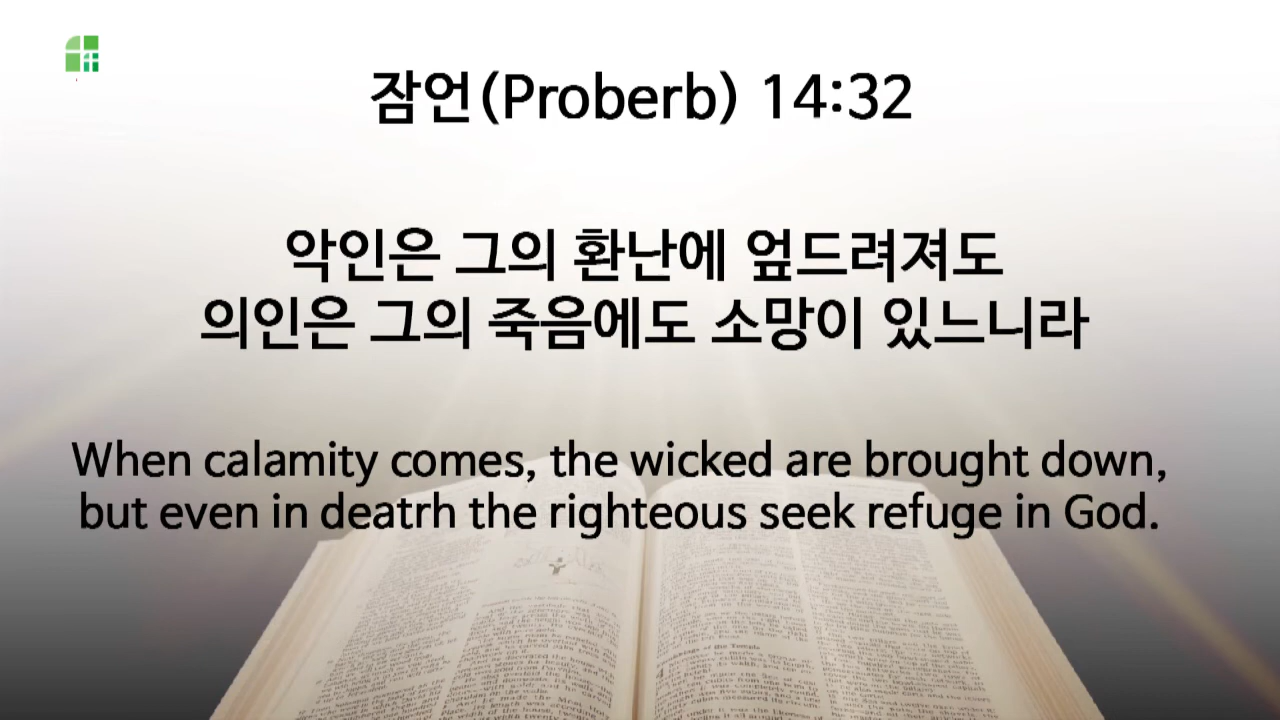 잠언(Proberb) 14:32
악인은 그의 환난에 엎드려져도
의인은 그의 죽음에도 소망이 있느니라
When calamity comes, the wicked are brought down,
but even in deatrh the righteous seek refuge in God.